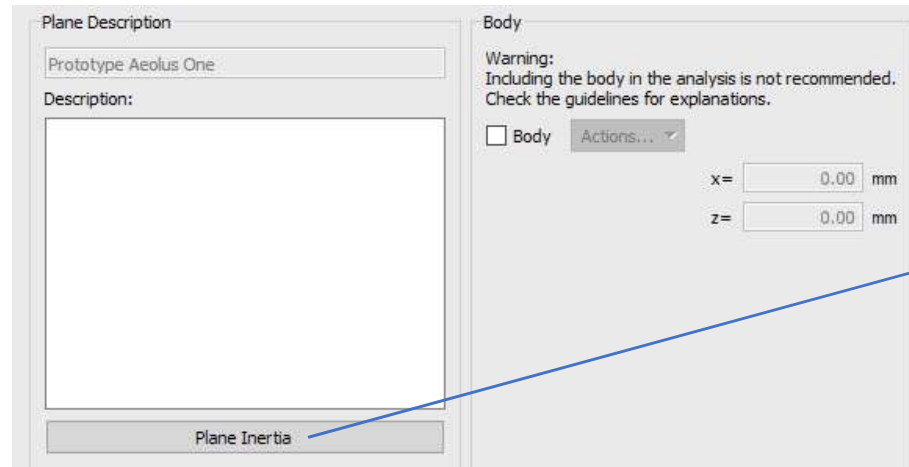 Plane Description
Prototype Aeolus One
Description:
Plane Inertia
Body
Warning:
Including the body in the analysis is not recommended.
Check the guidelines for explanations.
Body Actions...
x= 0.00 mm
z= 0.00 mm